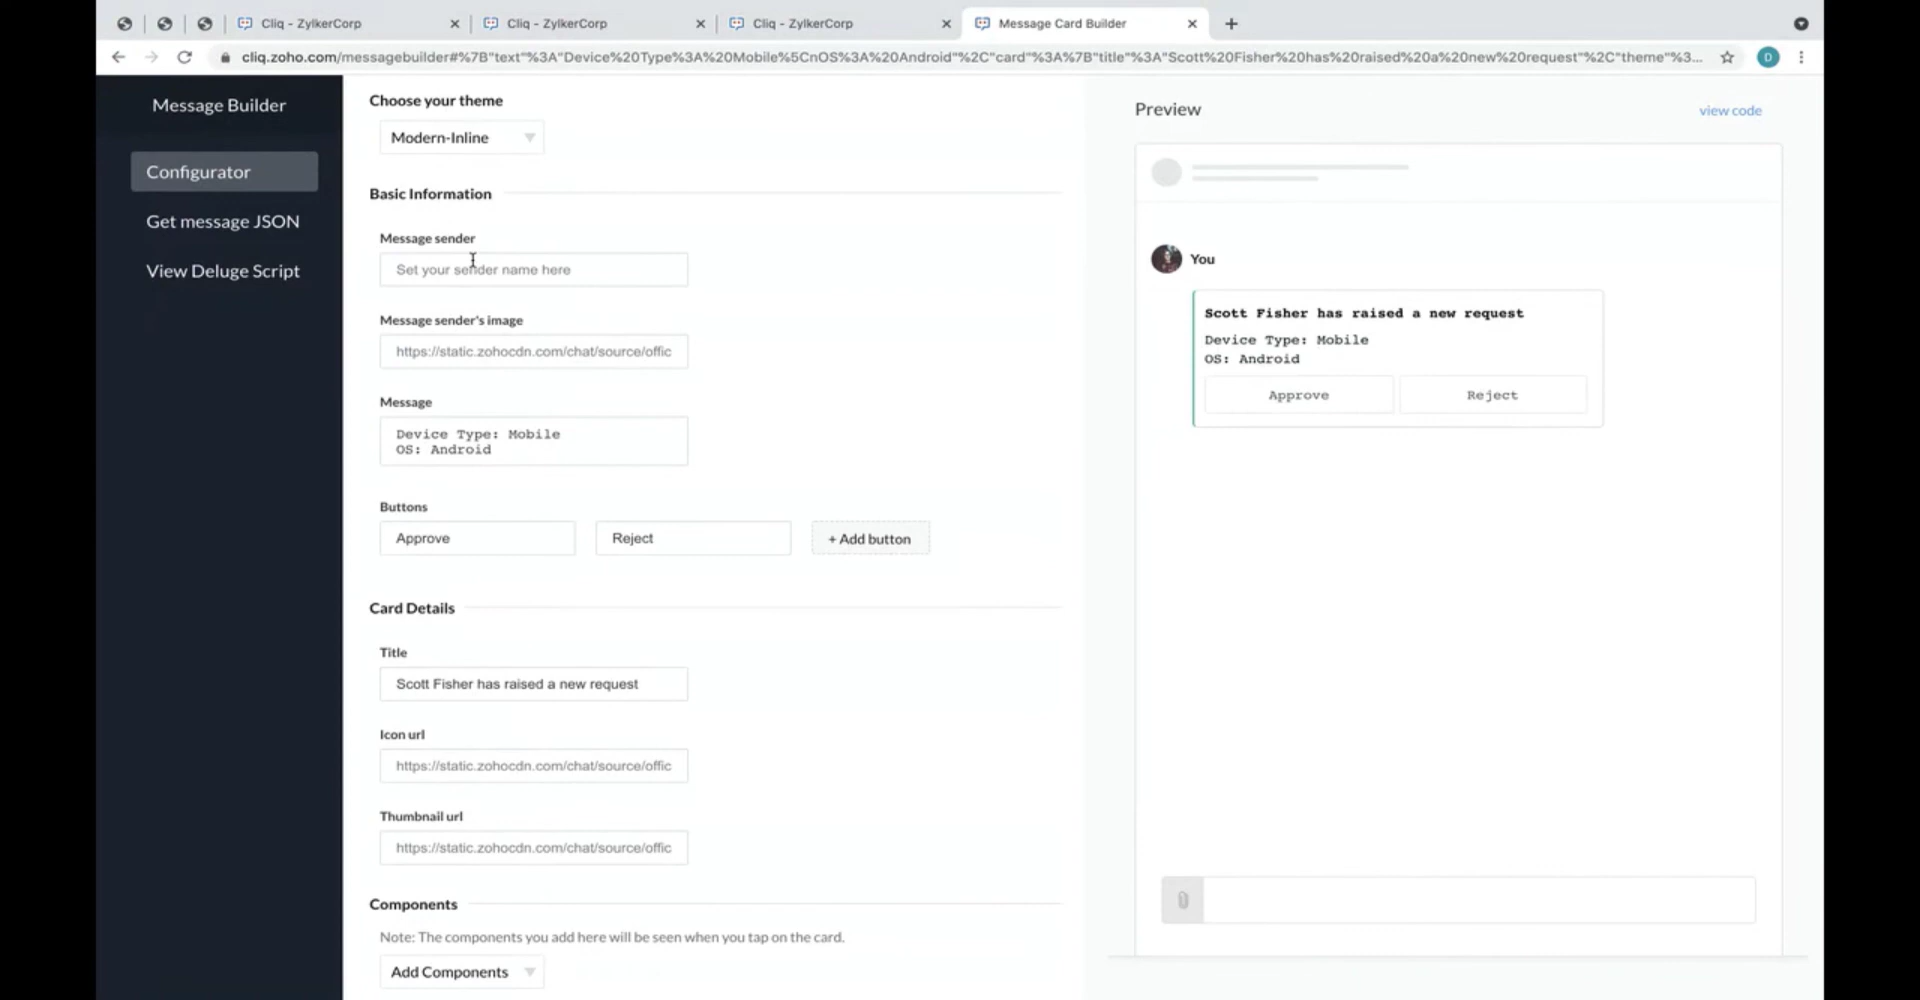 Cliq - ZylkerCorp
Cliq - ZylkerCorp
Cliq - ZylkerCorp
Message Card Builder
cliq.zoho.com/messagebuilder#%7B"text"%3A"Device%20Type%3A%20Mobile%5CnOS%3A%20Android"%2C"card"%3A%7B"title"%3A"Scott%20Fisher%20has%20raised%20a%20new%20request"%2C"theme"%3...
D
Message Builder
Configurator
Get message JSON
View Deluge Script
Choose your theme
Modern-Inline
Basic Information
Message sender
Set your sender name here
Message sender's image
https://static.zohocdn.com/chat/source/offic
Message
Device Type: Mobile
OS: Android
Buttons
Approve
Reject
+ Add button
Card Details
Title
Scott Fisher has raised a new request
Icon url
https://static.zohocdn.com/chat/source/offic
Thumbnail url
https://static.zohocdn.com/chat/source/offic
Components
Note: The components you add here will be seen when you tap on the card.
Add Components
Preview
view code
You
Scott Fisher has raised a new request
Device Type: Mobile
OS: Android
Approve
Reject